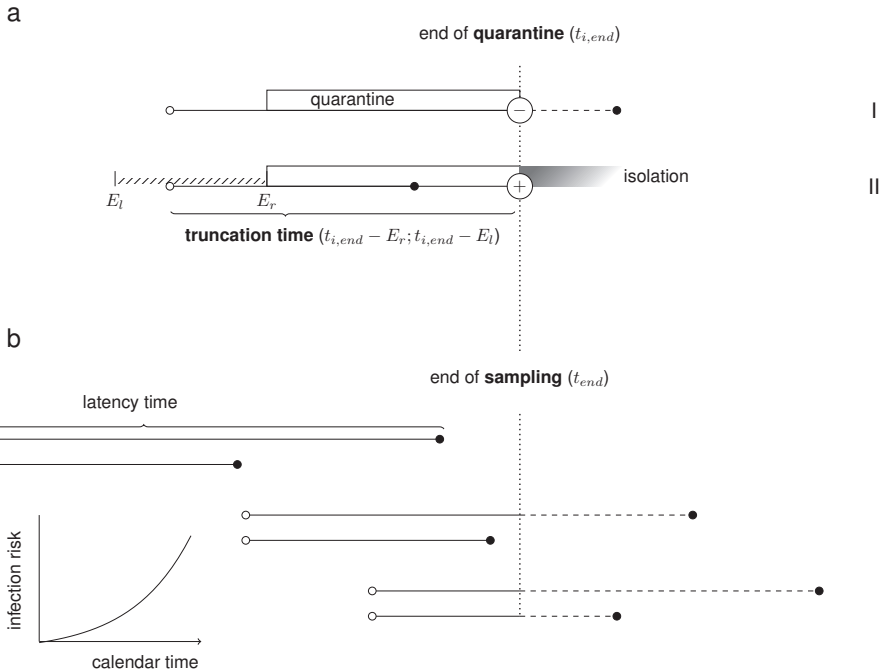 a
end of quarantine (t_{i,end})
quarantine
−
I
+
isolation
II
E_l
E_r
truncation time (t_{i,end} − E_r; t_{i,end} − E_l)
b
end of sampling (t_{end})
latency time
infection risk
calendar time